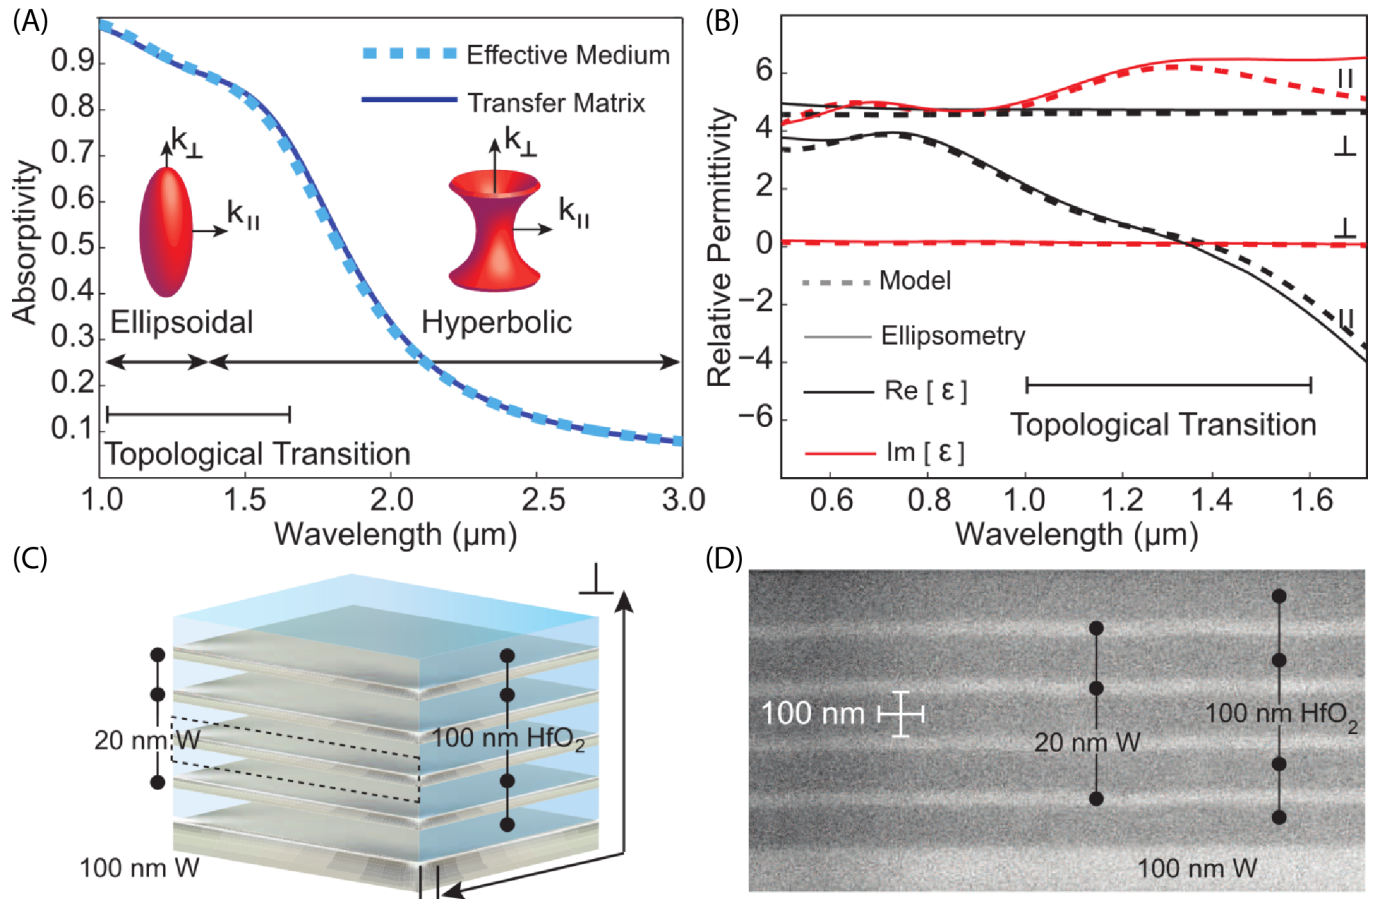 (A)
Absorptivity
0.9
0.8
0.7
0.6
0.5
0.4
0.3
0.2
0.1
Effective Medium
Transfer Matrix
k⊥
k||
k⊥
k||
Ellipsoidal
Hyperbolic
Topological Transition
1.0 1.5 2.0 2.5 3.0
Wavelength (μm)
(B)
Relative Permittivity
6
4
2
0
−2
−4
−6
||
⊥
⊥
||
Model
Ellipsometry
Re [ ε ]
Im [ ε ]
Topological Transition
0.6 0.8 1.0 1.2 1.4 1.6
Wavelength (μm)
(C)
⊥
20 nm W
100 nm HfO2
100 nm W
||
(D)
100 nm
20 nm W
100 nm HfO2
100 nm W